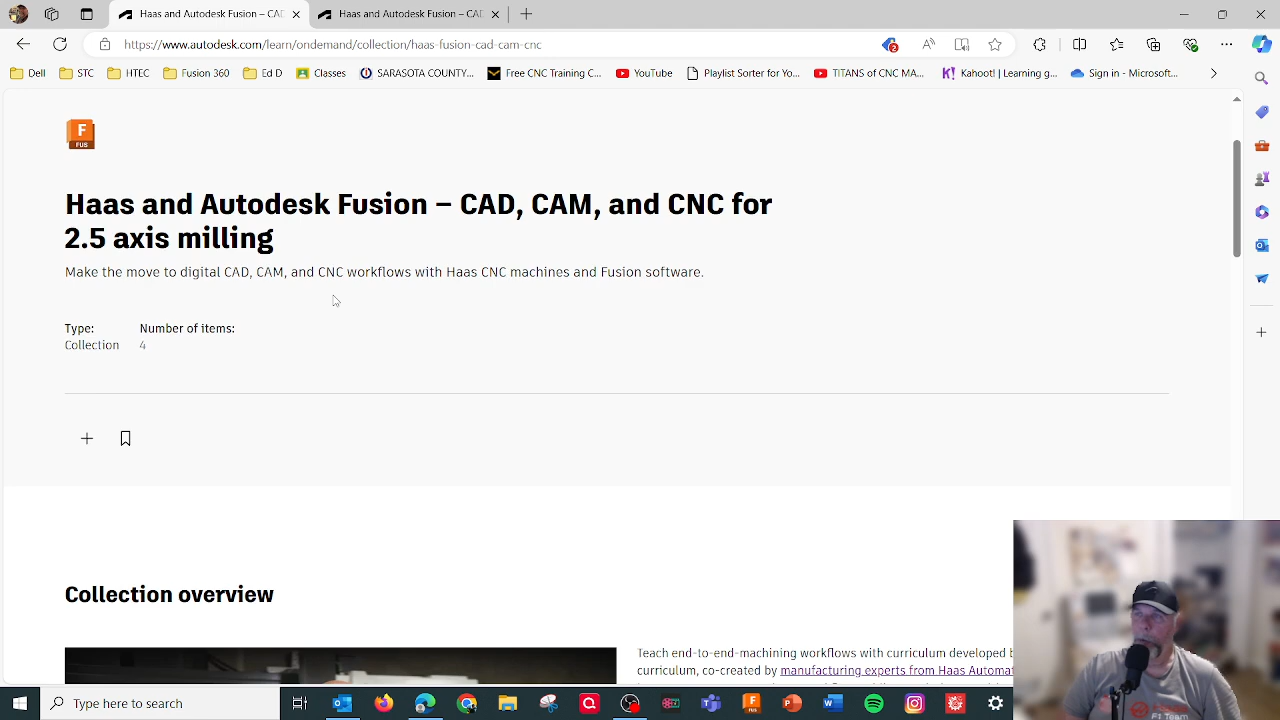 Haas and Autodesk Fusion – CAD
Haas and Autodesk Fusion – CAD
https://www.autodesk.com/learn/ondemand/collection/haas-fusion-cad-cam-cnc
2
Dell
STC
HTEC
Fusion 360
Ed D
Classes
SARASOTA COUNTY...
Free CNC Training C...
YouTube
Playlist Sorter for Yo...
TITANS of CNC MA...
Kahoot! | Learning g...
Sign in - Microsoft...
F
FUS
Haas and Autodesk Fusion – CAD, CAM, and CNC for
2.5 axis milling
Make the move to digital CAD, CAM, and CNC workflows with Haas CNC machines and Fusion software.
Type:
Number of items:
Collection
4
Collection overview
Teach end-to-end-machining workflows with curriculum developed b
curriculum, co-created by manufacturing experts from Haas Automat
Type here to search
F1 Team